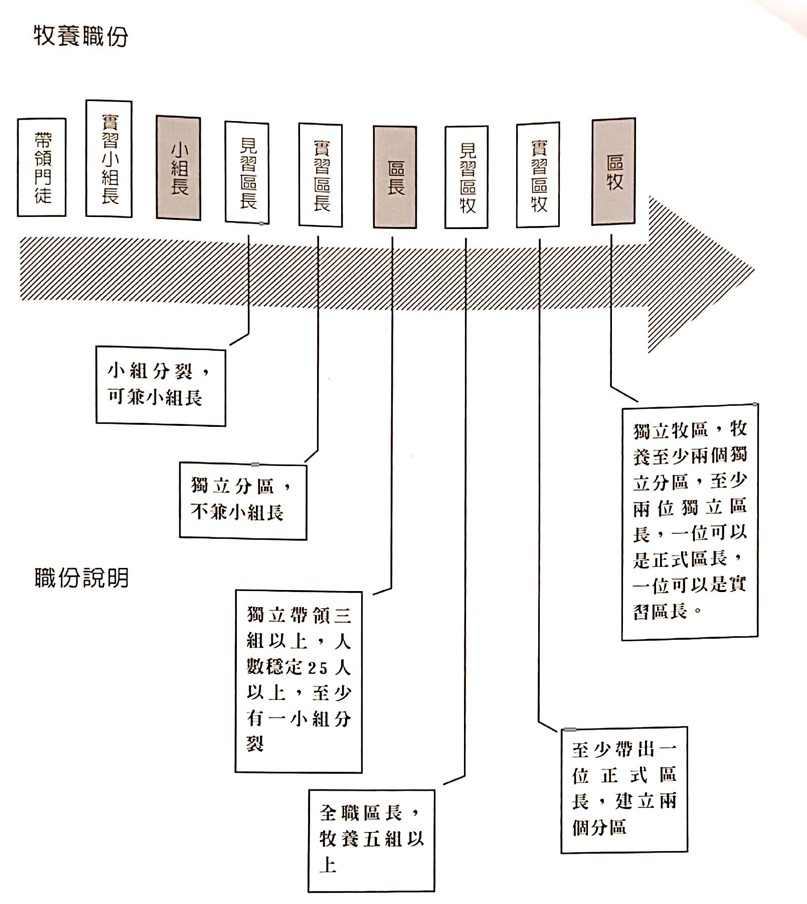 牧養職份
帶領門徒
實習小組長
小組長
見習區長
實習區長
區長
見習區牧
實習區牧
區牧
小組分裂，
可兼小組長
獨立分區，
不兼小組長
職份說明
獨立帶領三
組以上，人
數穩定25人
以上，至少
有一小組分
裂
全職區長，
牧養五組以
上
至少帶出一
位正式區
長，建立兩
個分區
獨立牧區，牧
養至少兩個獨
立分區，至少
兩位獨立區
長，一位可以
是正式區長，
一位可以是實
習區長。